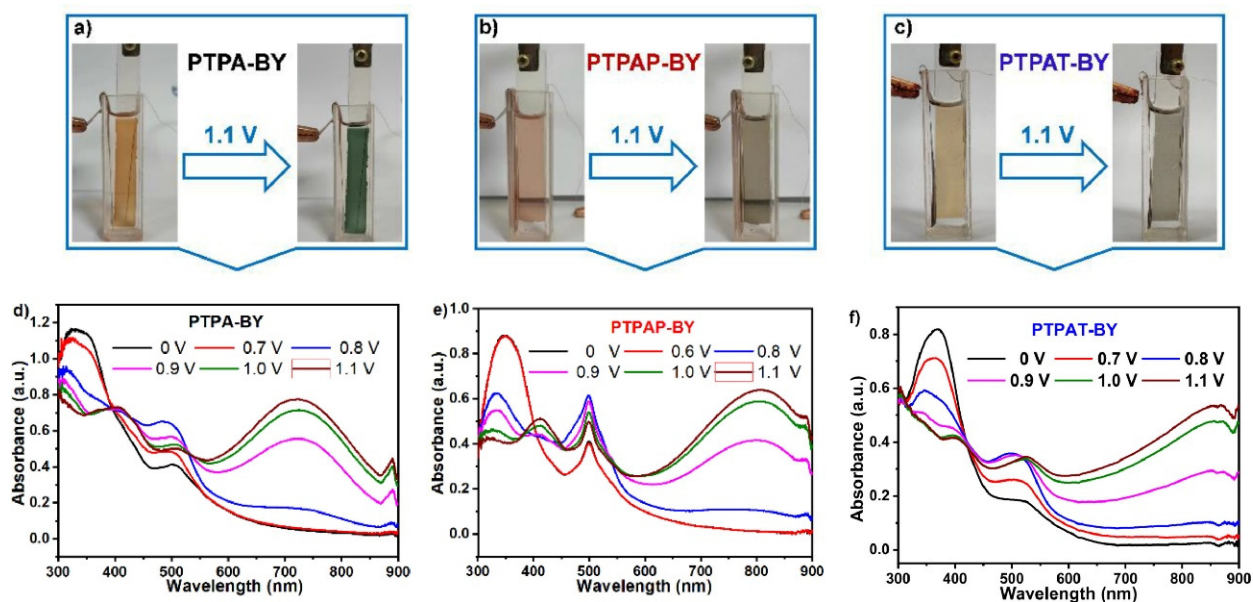 a)
PTPA-BY
1.1 V
b)
PTPAP-BY
1.1 V
c)
PTPAT-BY
1.1 V
d)
PTPA-BY
0 V 0.7 V 0.8 V
0.9 V 1.0 V 1.1 V
Absorbance (a.u.)
1.2
1.0
0.8
0.6
0.4
0.2
0.0
300 400 500 600 700 800 900
Wavelength (nm)
e)
PTPAP-BY
0 V 0.6 V 0.8 V
0.9 V 1.0 V 1.1 V
Absorbance (a.u.)
1.0
0.8
0.6
0.4
0.2
0.0
300 400 500 600 700 800 900
Wavelength (nm)
f)
PTPAT-BY
0 V 0.7 V 0.8 V
0.9 V 1.0 V 1.1 V
Absorbance (a.u.)
0.8
0.6
0.4
0.2
0.0
300 400 500 600 700 800 900
Wavelength (nm)